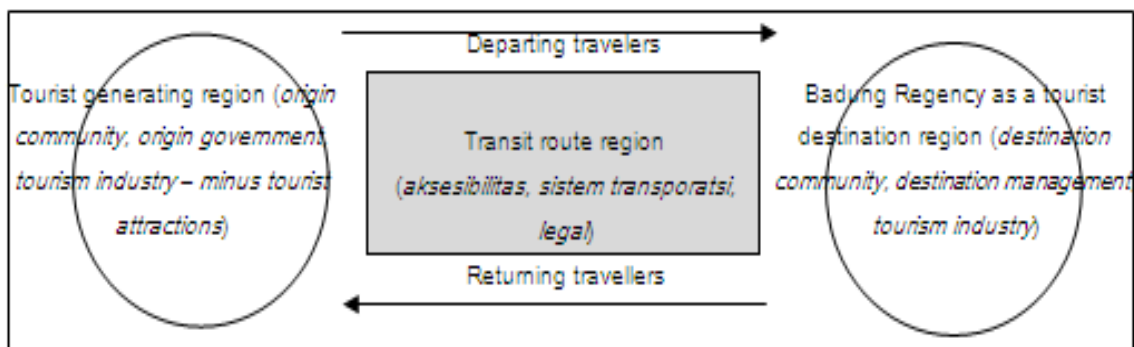 Departing travelers
Tourist generating region (origin
community, origin government
tourism industry – minus tourist
attractions)
Transit route region
(aksesibilitas, sistem transporatsi,
legal)
Badung Regency as a tourist
destination region (destination
community, destination management
tourism industry)
Returning travellers